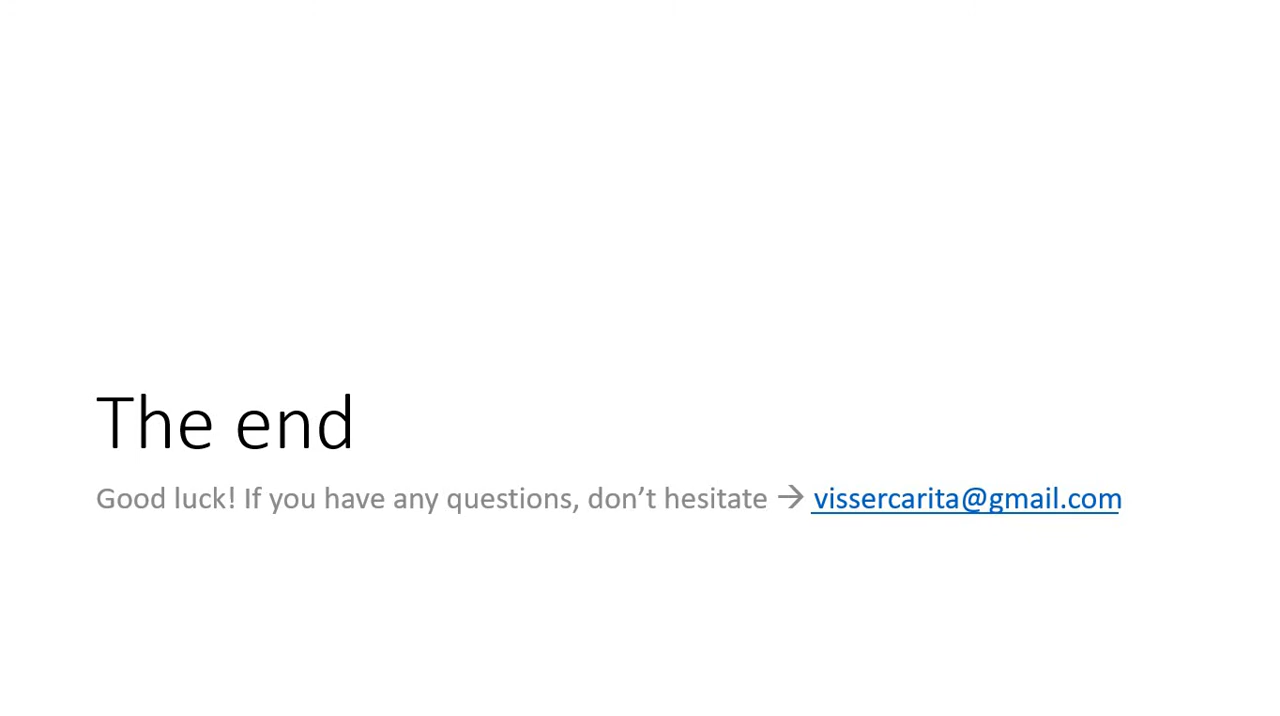 The end
Good luck! If you have any questions, don’t hesitate → vissercarita@gmail.com